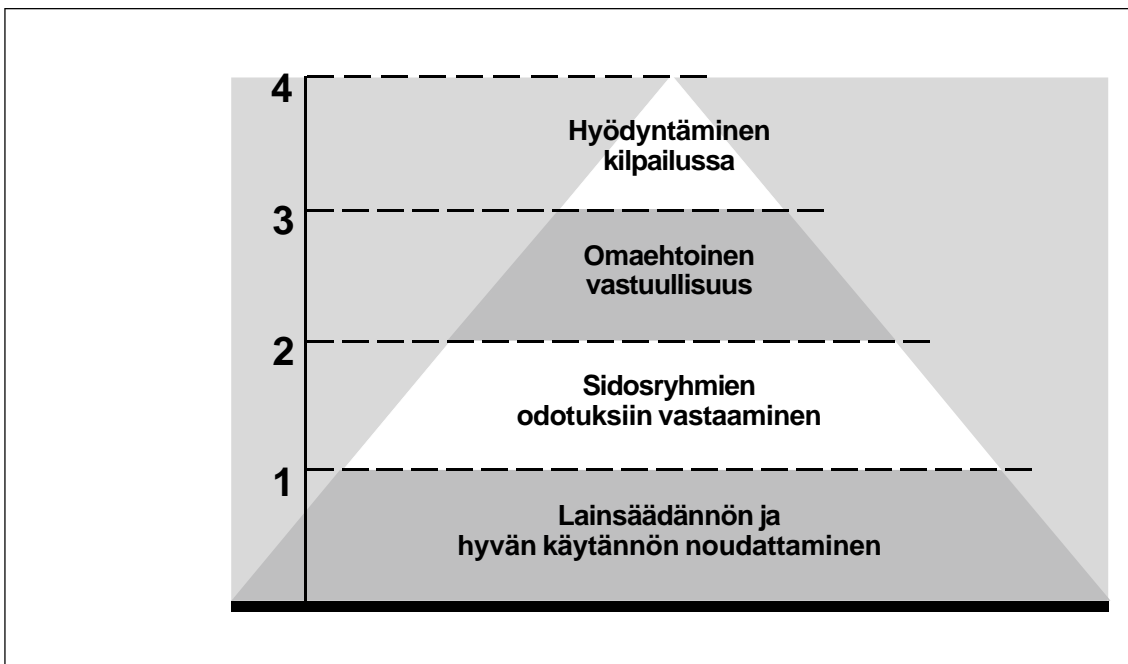 4
Hyödyntäminen
kilpailussa
3
Omaehtoinen
vastuullisuus
2
Sidosryhmien
odotuksiin vastaaminen
1
Lainsäädännön ja
hyvän käytännön noudattaminen